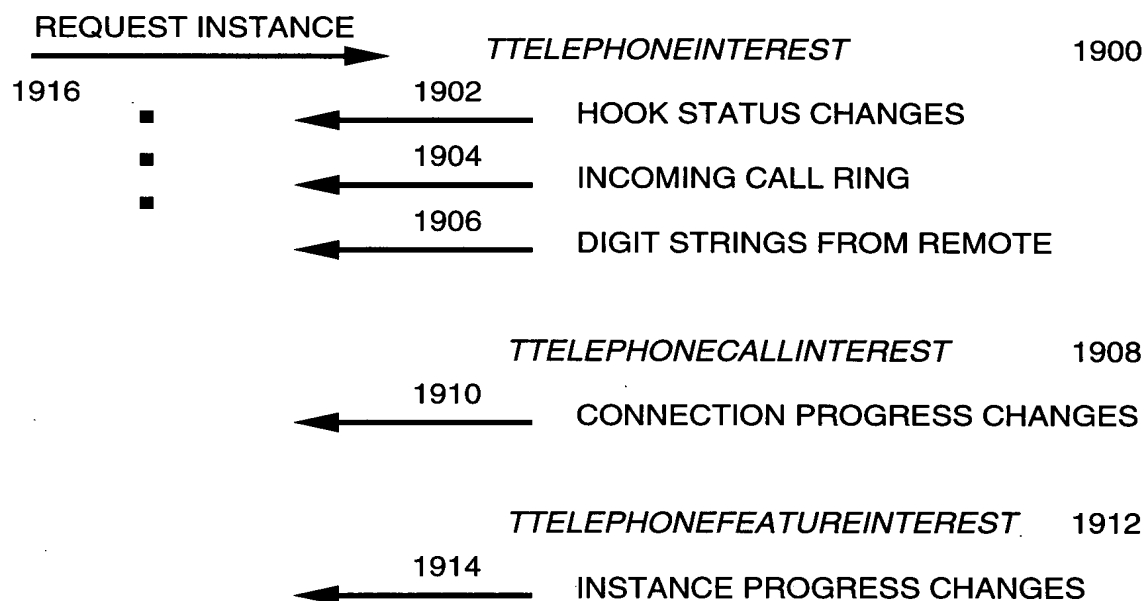 REQUEST INSTANCE
TTELEPHONEINTEREST 1900
1916
1902 HOOK STATUS CHANGES
1904 INCOMING CALL RING
1906 DIGIT STRINGS FROM REMOTE
TTELEPHONECALLINTEREST 1908
1910 CONNECTION PROGRESS CHANGES
TTELEPHONEFEATUREINTEREST 1912
1914 INSTANCE PROGRESS CHANGES